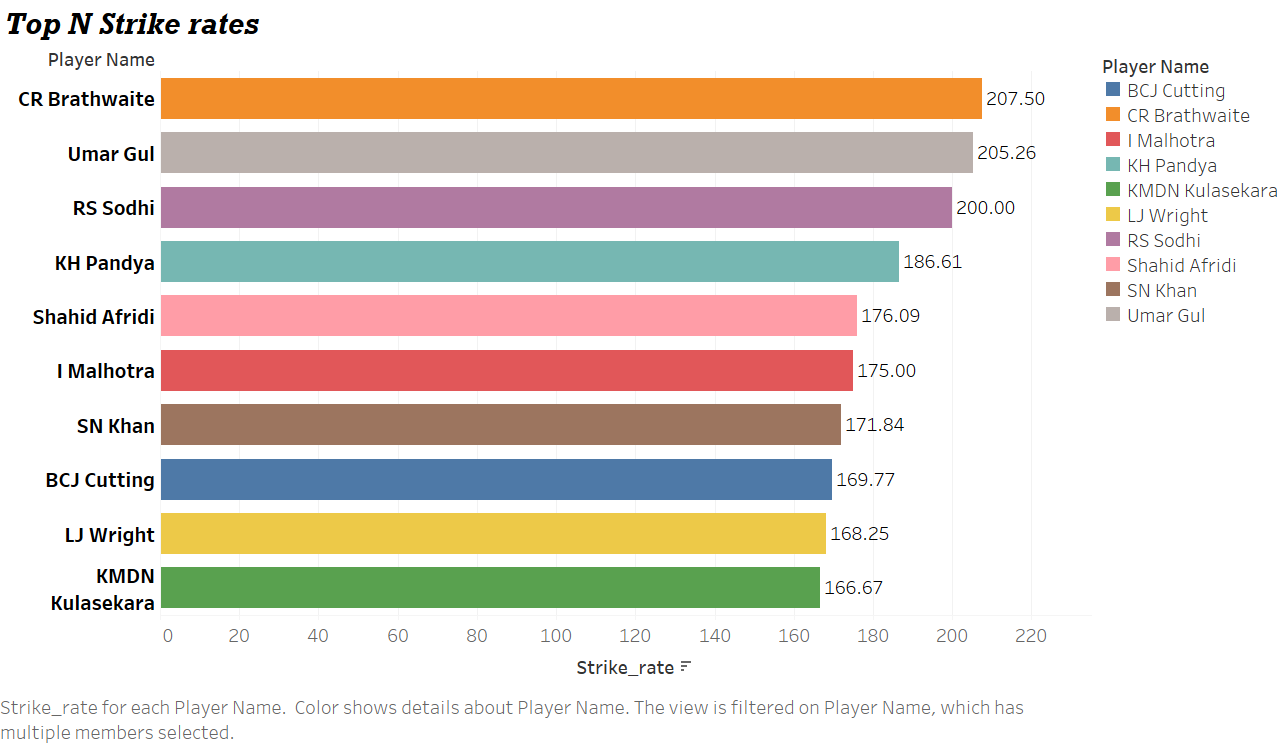 Top N Strike rates
Player Name
CR Brathwaite 207.50
Umar Gul 205.26
RS Sodhi 200.00
KH Pandya 186.61
Shahid Afridi 176.09
I Malhotra 175.00
SN Khan 171.84
BCJ Cutting 169.77
LJ Wright 168.25
KMDN
Kulasekara 166.67
0 20 40 60 80 100 120 140 160 180 200 220
Strike_rate
Player Name
BCJ Cutting
CR Brathwaite
I Malhotra
KH Pandya
KMDN Kulasekara
LJ Wright
RS Sodhi
Shahid Afridi
SN Khan
Umar Gul
Strike_rate for each Player Name.  Color shows details about Player Name. The view is filtered on Player Name, which has
multiple members selected.